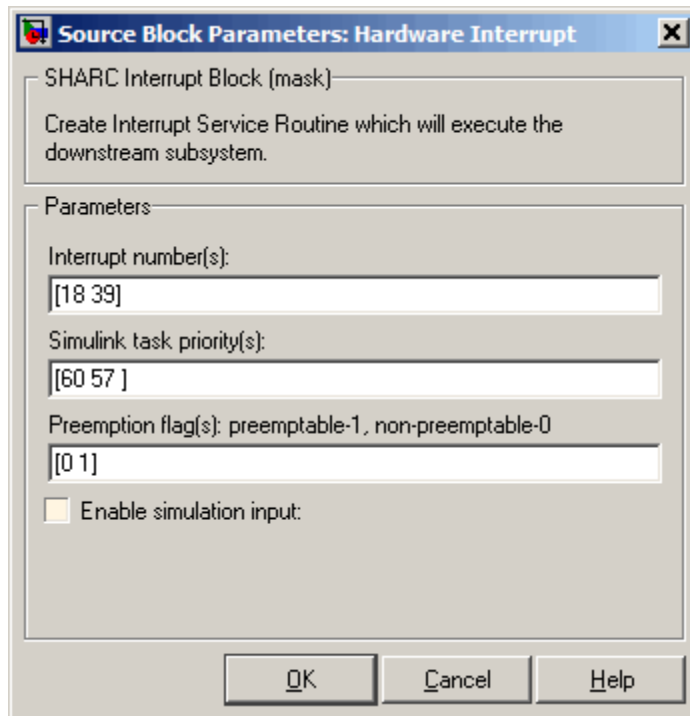 Source Block Parameters: Hardware Interrupt
SHARC Interrupt Block (mask)
Create Interrupt Service Routine which will execute the
downstream subsystem.
Parameters
Interrupt number(s):
[18 39]
Simulink task priority(s):
[60 57 ]
Preemption flag(s): preemptable-1, non-preemptable-0
[0 1]
Enable simulation input:
OK Cancel Help